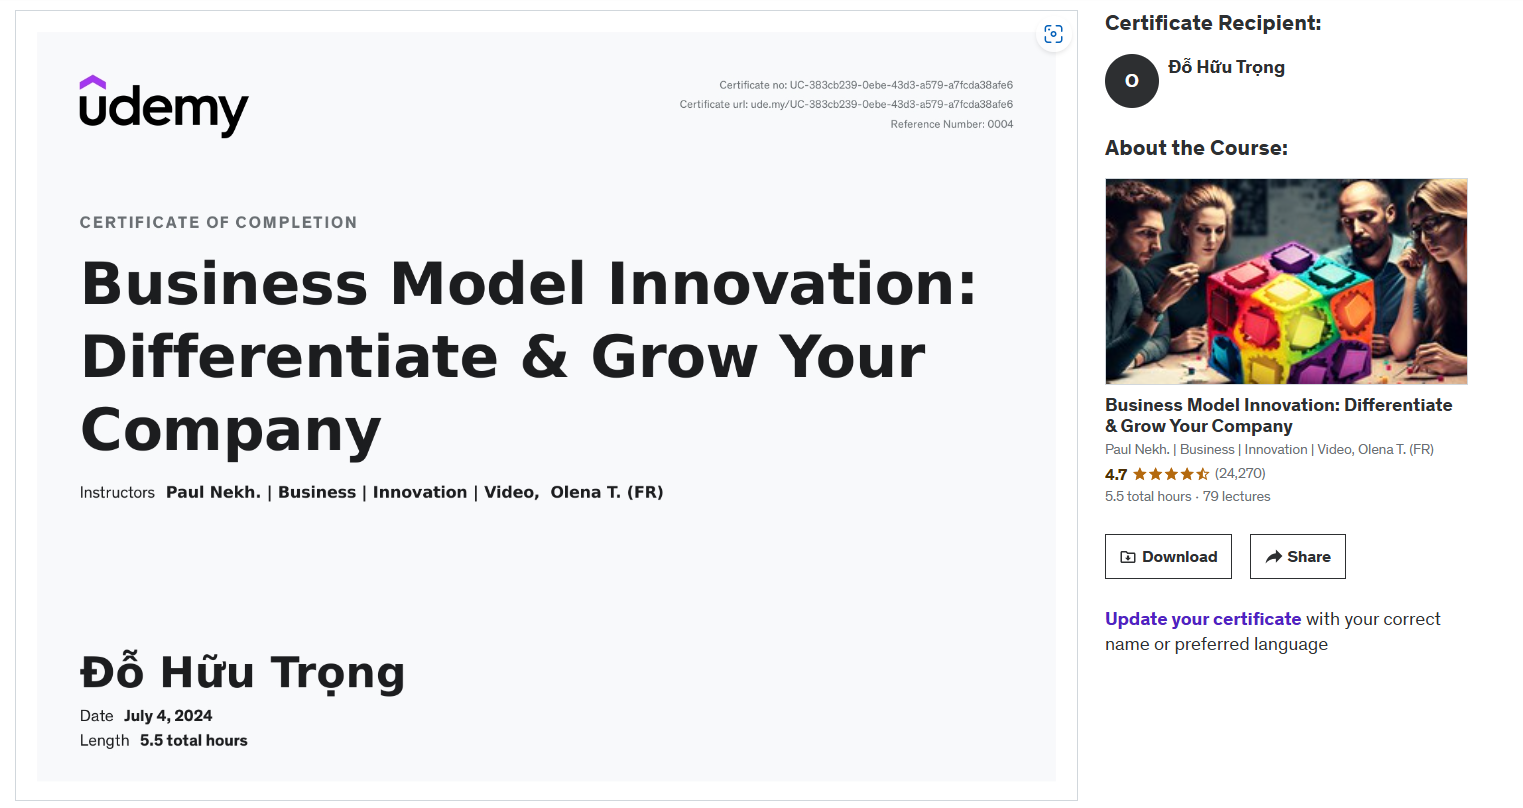 udemy
Certificate no: UC-383cb239-0ebe-43d3-a579-a7fcda38afe6
Certificate url: ude.my/UC-383cb239-0ebe-43d3-a579-a7fcda38afe6
Reference Number: 0004
CERTIFICATE OF COMPLETION
Business Model Innovation:
Differentiate & Grow Your
Company
Instructors Paul Nekh. | Business | Innovation | Video, Olena T. (FR)
Đỗ Hữu Trọng
Date July 4, 2024
Length 5.5 total hours
Certificate Recipient:
O
Đỗ Hữu Trọng
About the Course:
Business Model Innovation: Differentiate
& Grow Your Company
Paul Nekh. | Business | Innovation | Video, Olena T. (FR)
4.7 (24,270)
5.5 total hours · 79 lectures
Download
Share
Update your certificate with your correct
name or preferred language